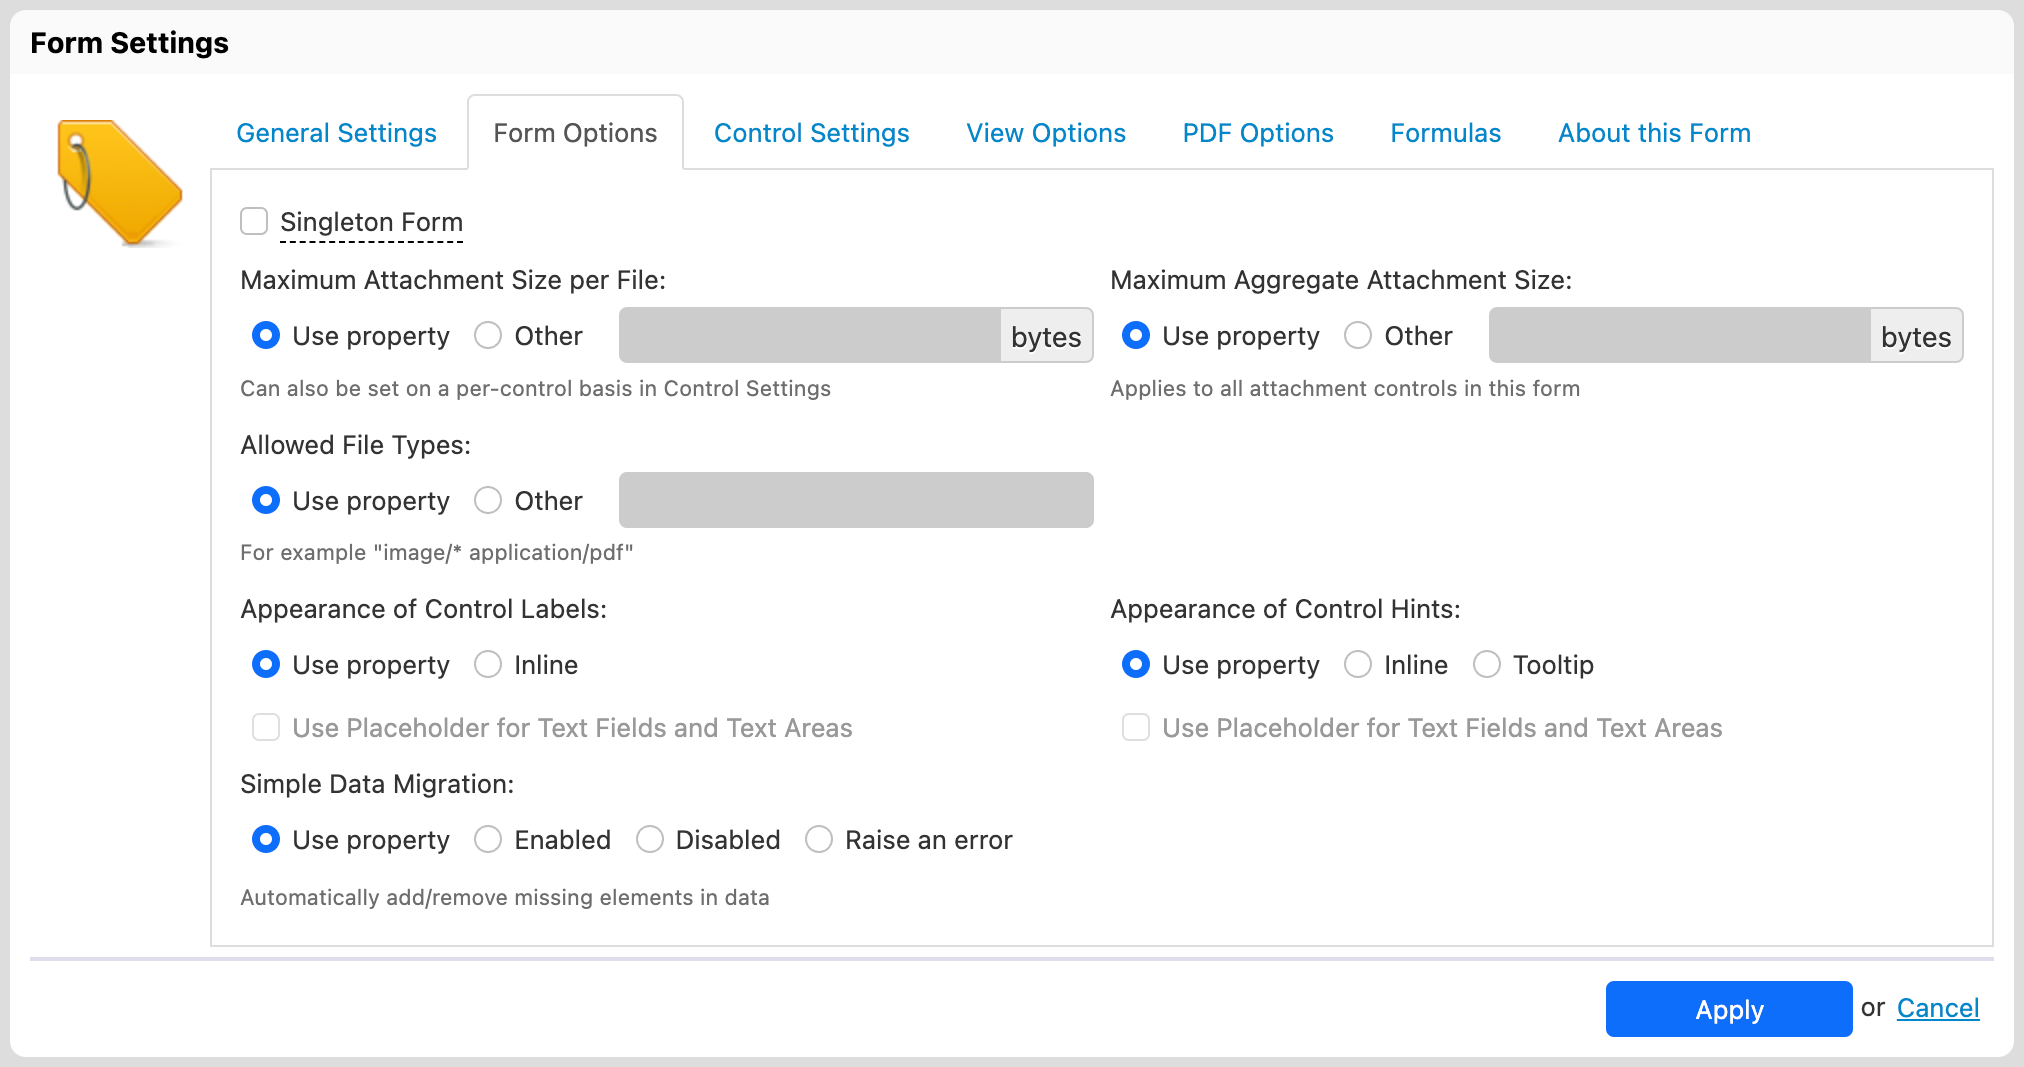 Form Settings
General Settings Form Options Control Settings View Options PDF Options Formulas About this Form
Singleton Form
Maximum Attachment Size per File: Maximum Aggregate Attachment Size:
Use property Other bytes Use property Other bytes
Can also be set on a per-control basis in Control Settings Applies to all attachment controls in this form
Allowed File Types:
Use property Other
For example "image/* application/pdf"
Appearance of Control Labels: Appearance of Control Hints:
Use property Inline Use property Inline Tooltip
Use Placeholder for Text Fields and Text Areas Use Placeholder for Text Fields and Text Areas
Simple Data Migration:
Use property Enabled Disabled Raise an error
Automatically add/remove missing elements in data
Apply or Cancel